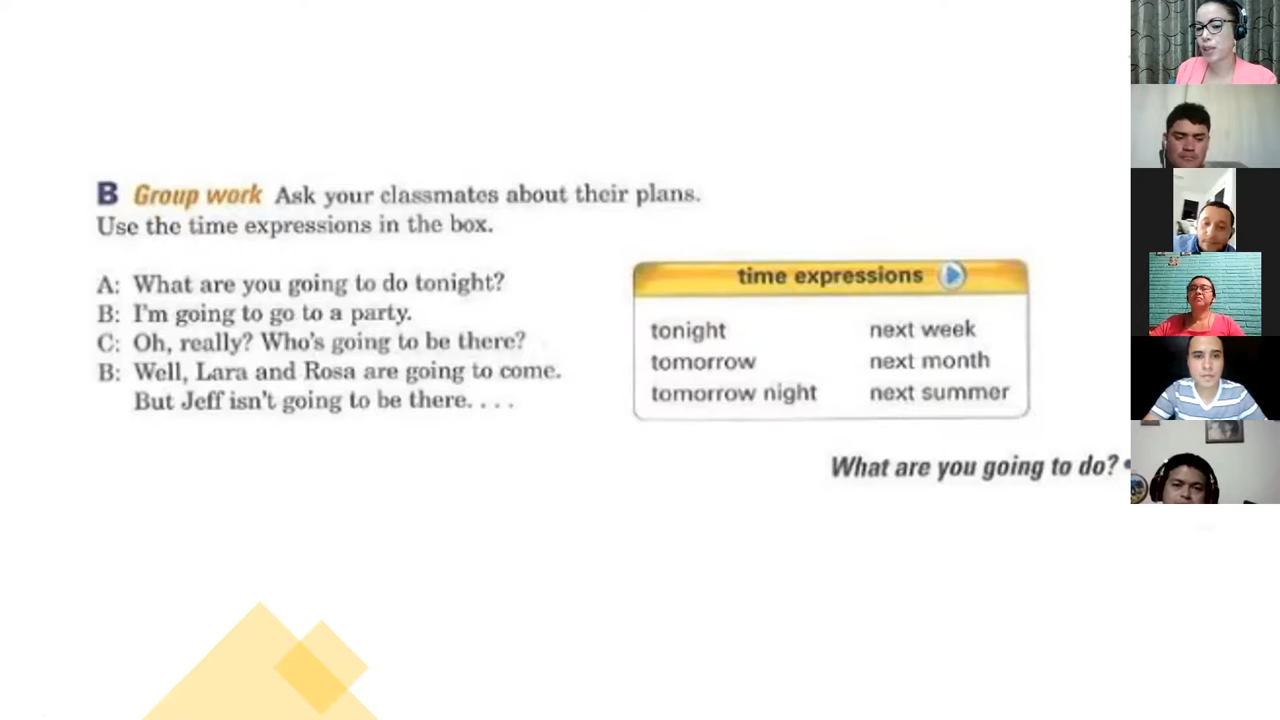 B Group work Ask your classmates about their plans.
Use the time expressions in the box.
A: What are you going to do tonight?
B: I'm going to go to a party.
C: Oh, really? Who's going to be there?
B: Well, Lara and Rosa are going to come.
But Jeff isn't going to be there. . . .
time expressions
tonight next week
tomorrow next month
tomorrow night next summer
What are you going to do?